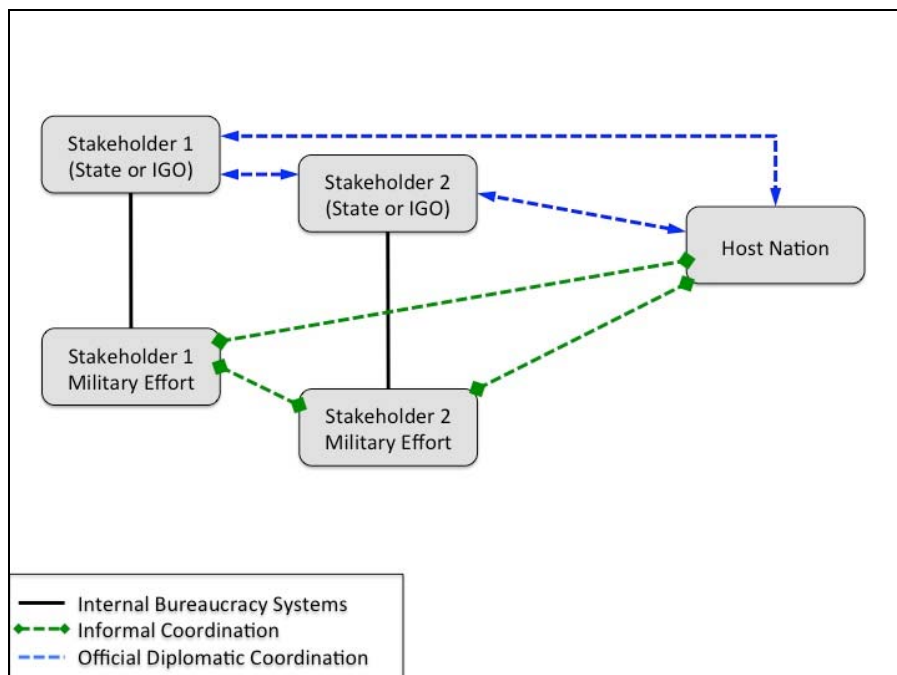 Stakeholder 1
(State or IGO)
Stakeholder 2
(State or IGO)
Host Nation
Stakeholder 1
Military Effort
Stakeholder 2
Military Effort
Internal Bureaucracy Systems
Informal Coordination
Official Diplomatic Coordination